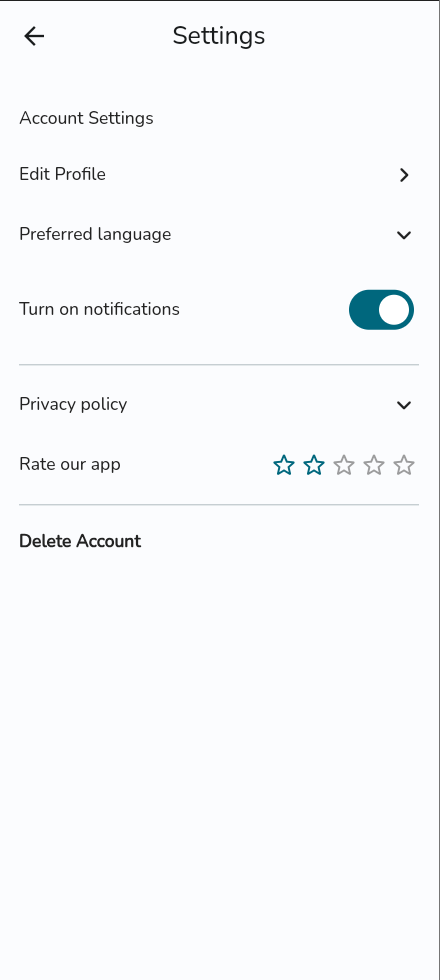 Settings
Account Settings
Edit Profile
Preferred language
Turn on notifications
Privacy policy
Rate our app
Delete Account